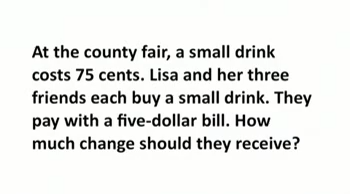 At the county fair, a small drink
costs 75 cents. Lisa and her three
friends each buy a small drink. They
pay with a five-dollar bill. How
much change should they receive?